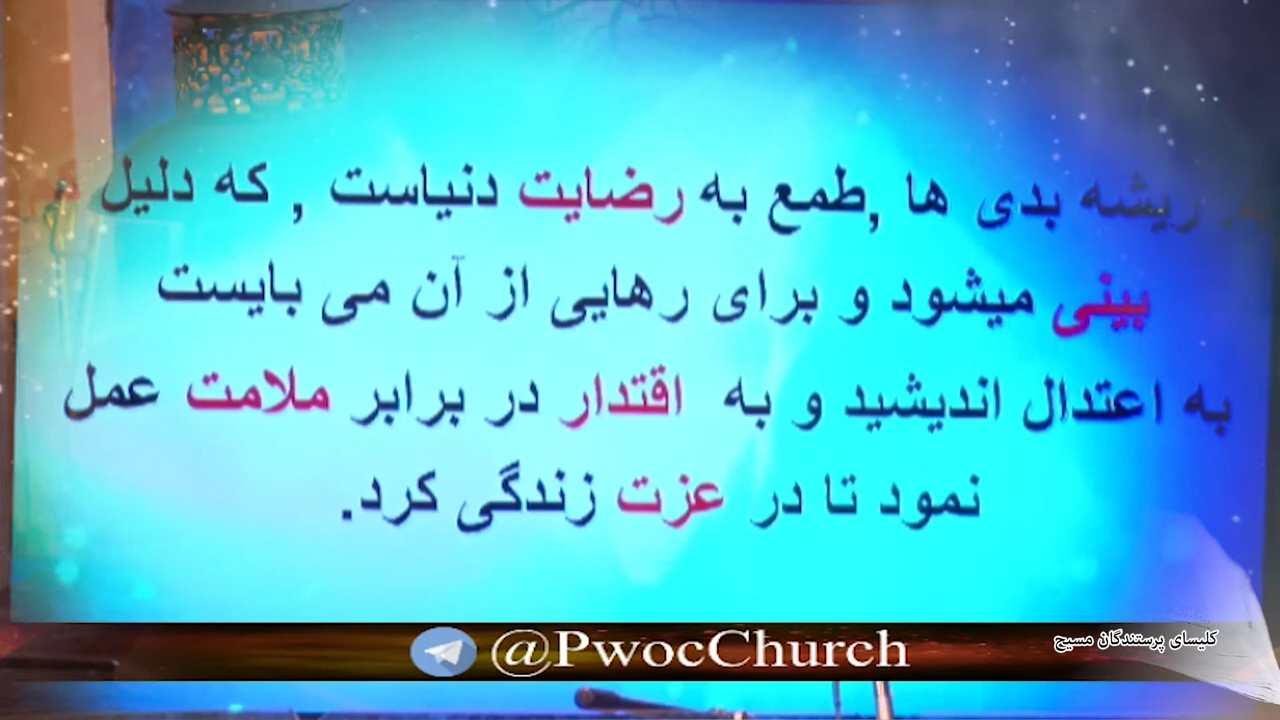 ریشه بدی ها ,طمع به رضایت دنیاست , که دلیل
بینی میشود و برای رهایی از آن می بایست
به اعتدال اندیشید و به اقتدار در برابر ملامت عمل
نمود تا در عزت زندگی کرد.
@PwocChurch
کلیسای پرستندگان مسیح